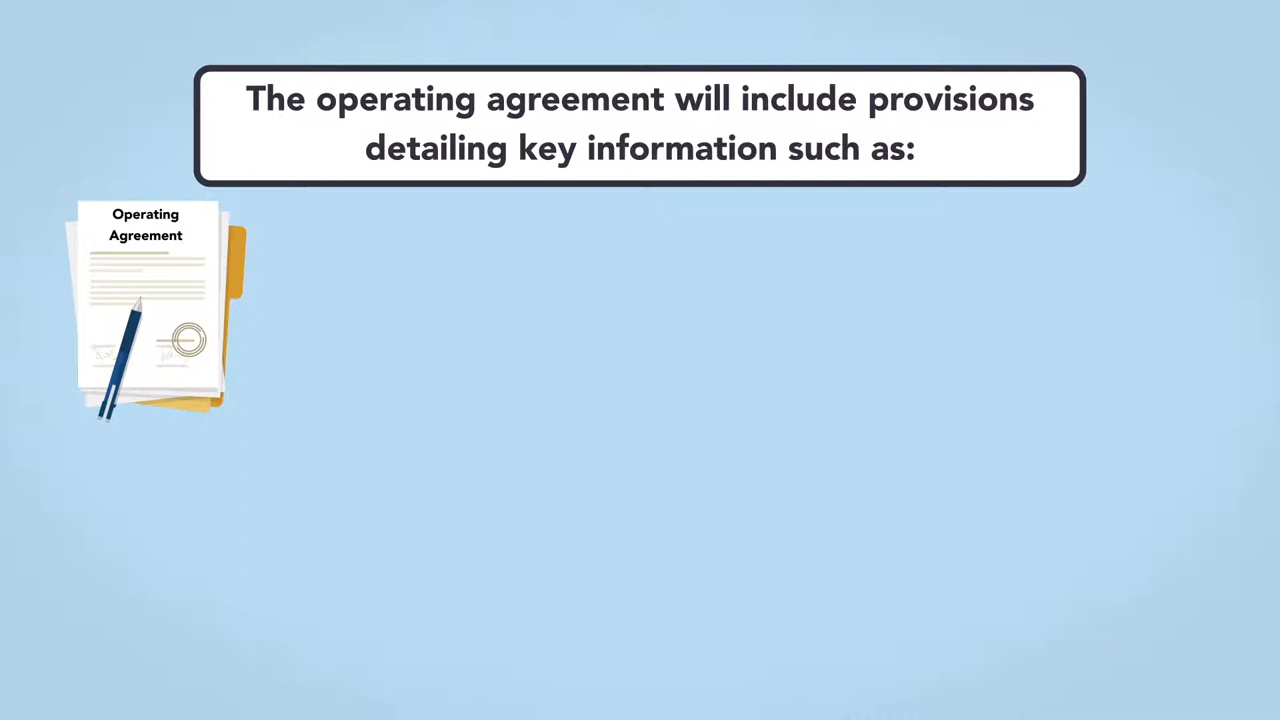 The operating agreement will include provisions
detailing key information such as:
Operating
Agreement